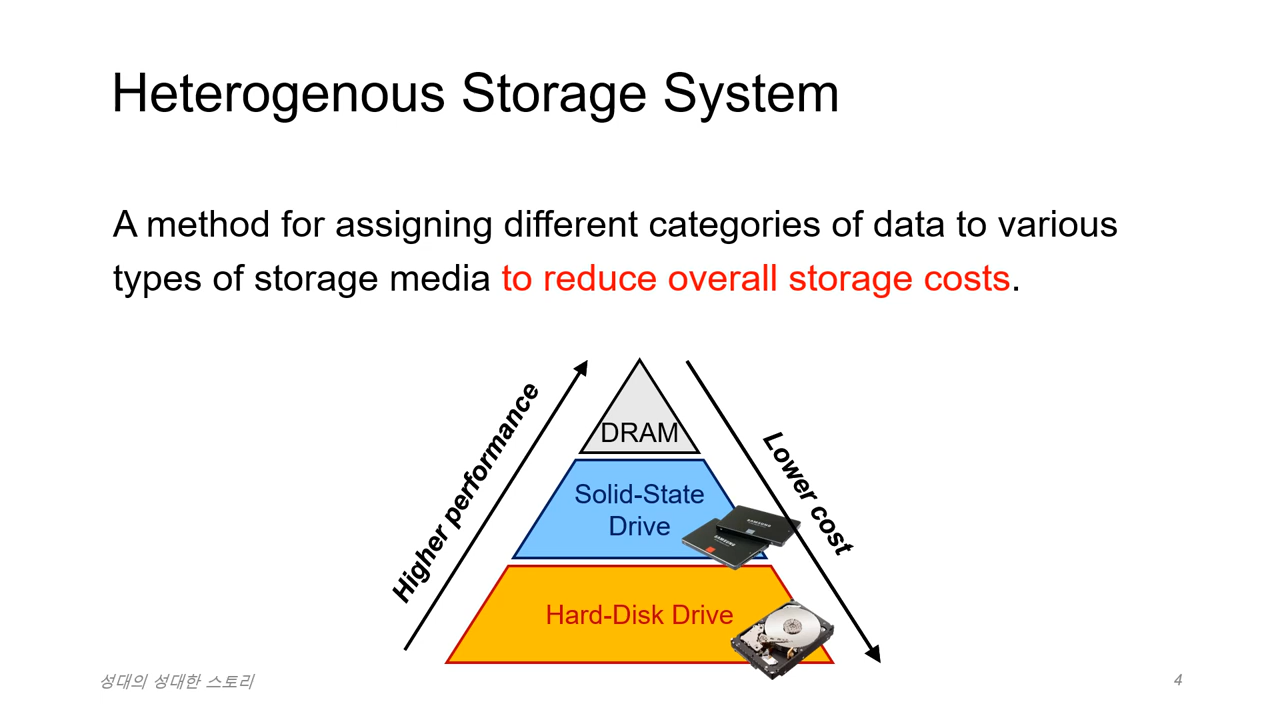 Heterogenous Storage System
A method for assigning different categories of data to various
types of storage media to reduce overall storage costs.
Higher performance
Lower cost
DRAM
Solid-State
Drive
SAMSUNG
SAMSUNG
Hard-Disk Drive
성대의 성대한 스토리
4